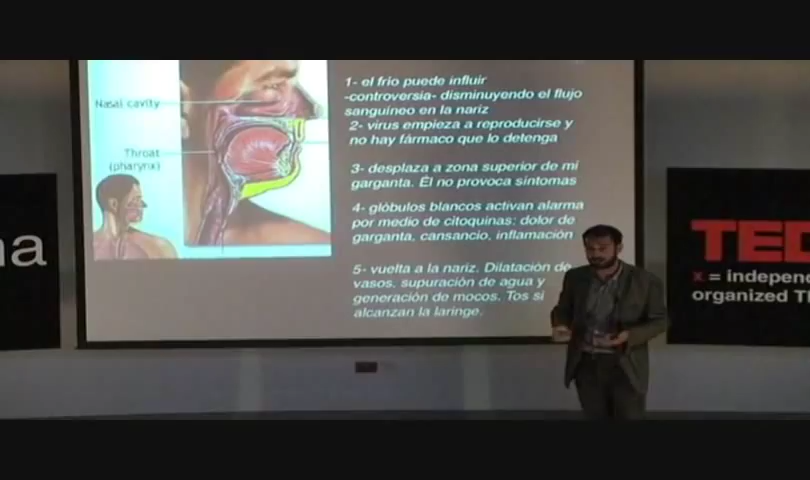 Nasal cavity
Throat
(pharynx)
1- el frio puede influir
-controversia- disminuyendo el flujo
sanguíneo en la nariz
2- virus empieza a reproducirse y
no hay fármaco que lo detenga
3- desplaza a zona superior de mi
garganta. Él no provoca síntomas
4- glóbulos blancos activan alarma
por medio de citoquinas: dolor de
garganta, cansancio, inflamación
5- vuelta a la nariz. Dilatación de
vasos, supuración de agua y
generación de mocos. Tos si
alcanzan la laringe.
na
TED
x = independ
organized T